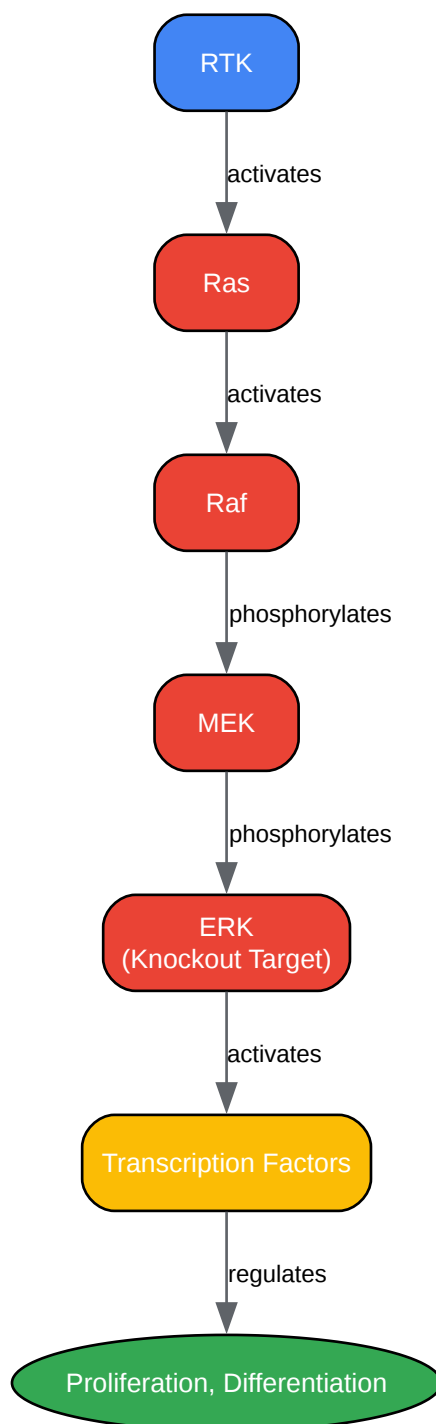 RTK
activates
Ras
activates
Raf
phosphorylates
MEK
phosphorylates
ERK
(Knockout Target)
activates
Transcription Factors
regulates
Proliferation, Differentiation